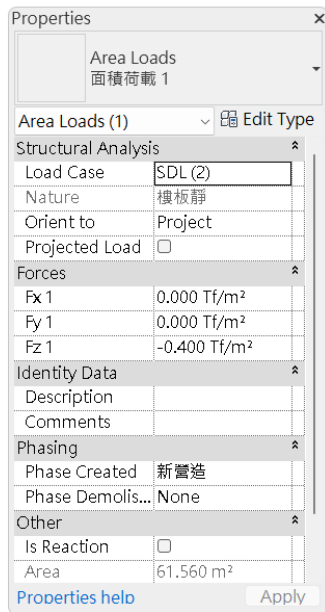 Properties
Area Loads
面積荷載 1
Area Loads (1) Edit Type
Structural Analysis
Load Case SDL (2)
Nature 樓板靜
Orient to Project
Projected Load
Forces
Fx 1 0.000 Tf/m²
Fy 1 0.000 Tf/m²
Fz 1 -0.400 Tf/m²
Identity Data
Description
Comments
Phasing
Phase Created 新營造
Phase Demolis... None
Other
Is Reaction
Area 61.560 m²
Properties help Apply